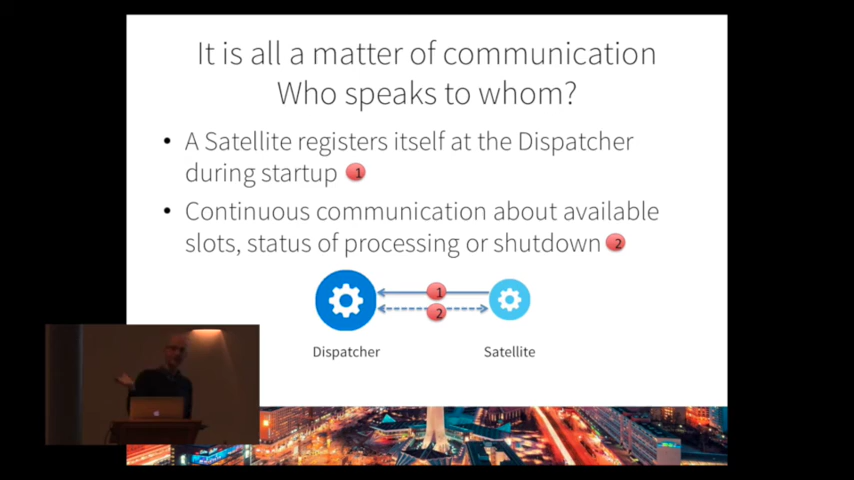 It is all a matter of communication
Who speaks to whom?
• A Satellite registers itself at the Dispatcher
during startup 1
• Continuous communication about available
slots, status of processing or shutdown 2
1
2
Dispatcher
Satellite